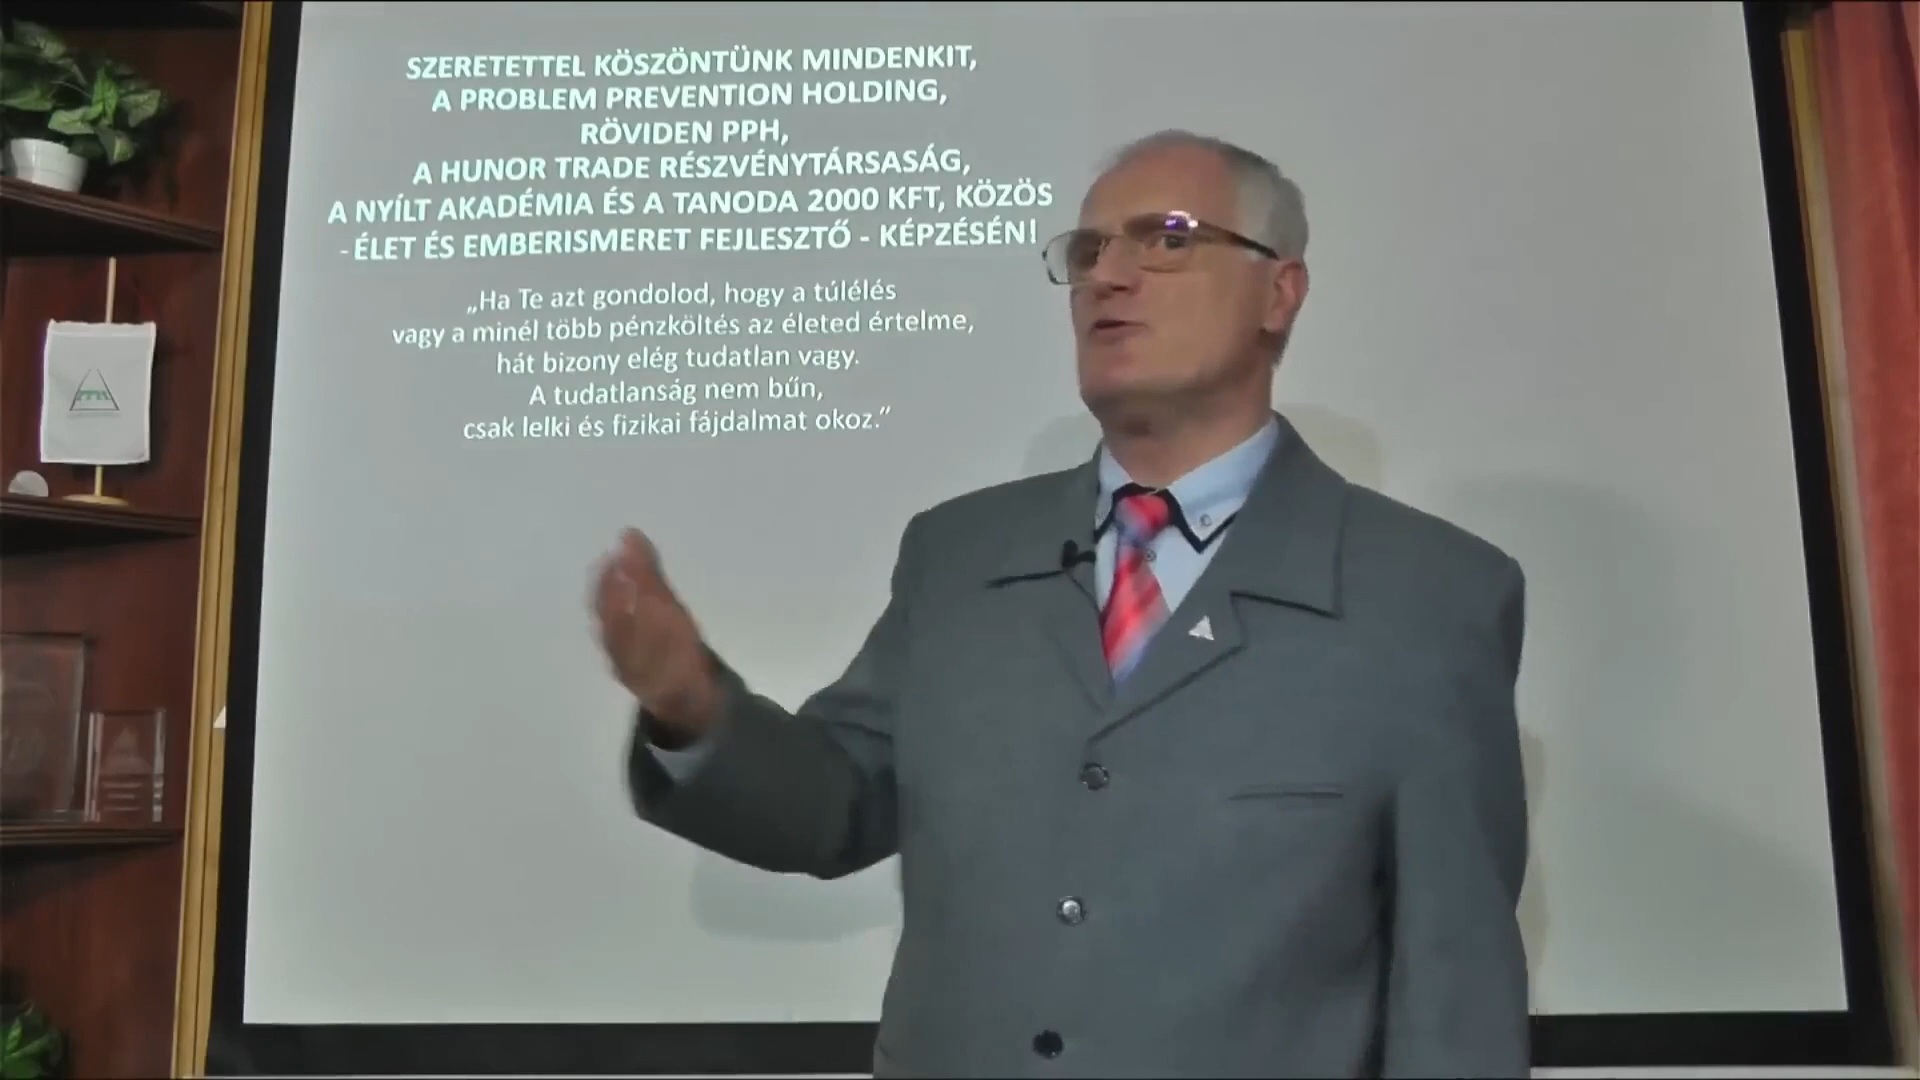 SZERETETTEL KÖSZÖNTÜNK MINDENKIT,
A PROBLEM PREVENTION HOLDING,
RÖVIDEN PPH,
A HUNOR TRADE RÉSZVÉNYTÁRSASÁG,
A NYÍLT AKADÉMIA ÉS A TANODA 2000 KFT, KÖZÖS
- ÉLET ÉS EMBERISMERET FEJLESZTŐ - KÉPZÉSÉN!
„Ha Te azt gondolod, hogy a túlélés
vagy a minél több pénzköltés az életed értelme,
hát bizony elég tudatlan vagy.
A tudatlanság nem bűn,
csak lelki és fizikai fájdalmat okoz.”